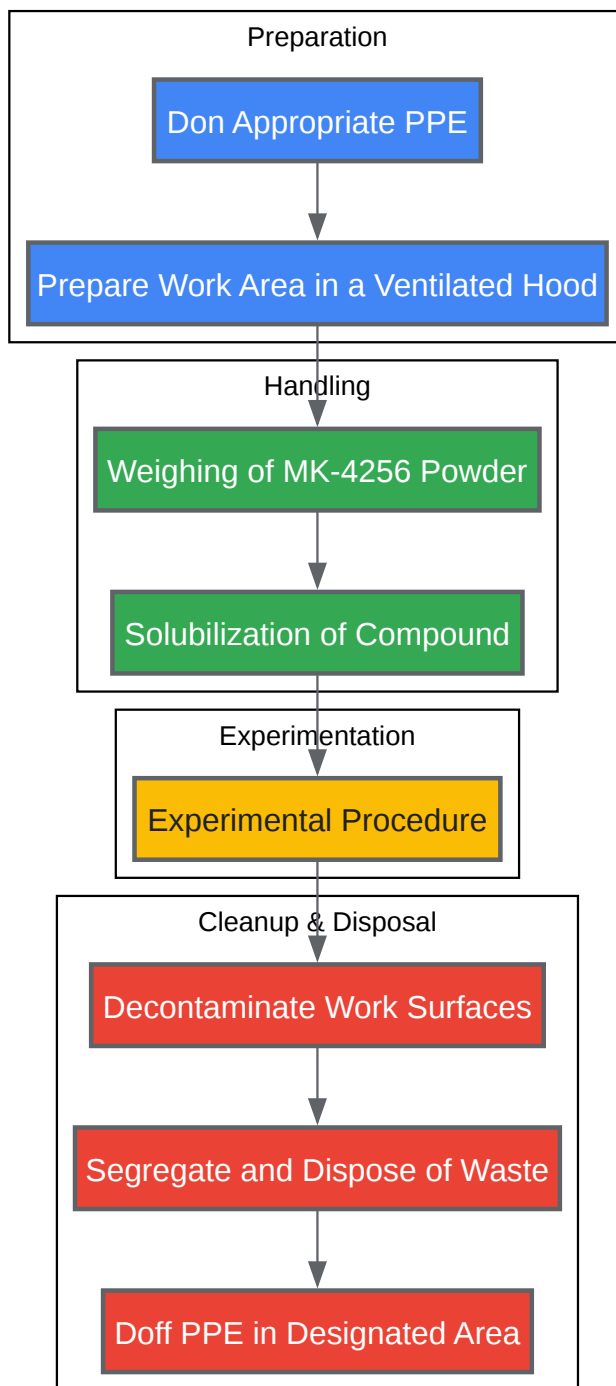 Preparation
Don Appropriate PPE
Prepare Work Area in a Ventilated Hood
Handling
Weighing of MK-4256 Powder
Solubilization of Compound
Experimentation
Experimental Procedure
Cleanup & Disposal
Decontaminate Work Surfaces
Segregate and Dispose of Waste
Doff PPE in Designated Area